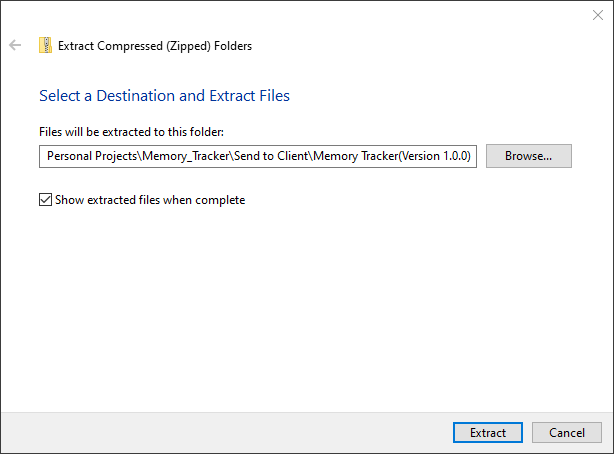 Extract Compressed (Zipped) Folders
Select a Destination and Extract Files
Files will be extracted to this folder:
Personal Projects\Memory_Tracker\Send to Client\Memory Tracker(Version 1.0.0)
Browse...
Show extracted files when complete
Extract
Cancel